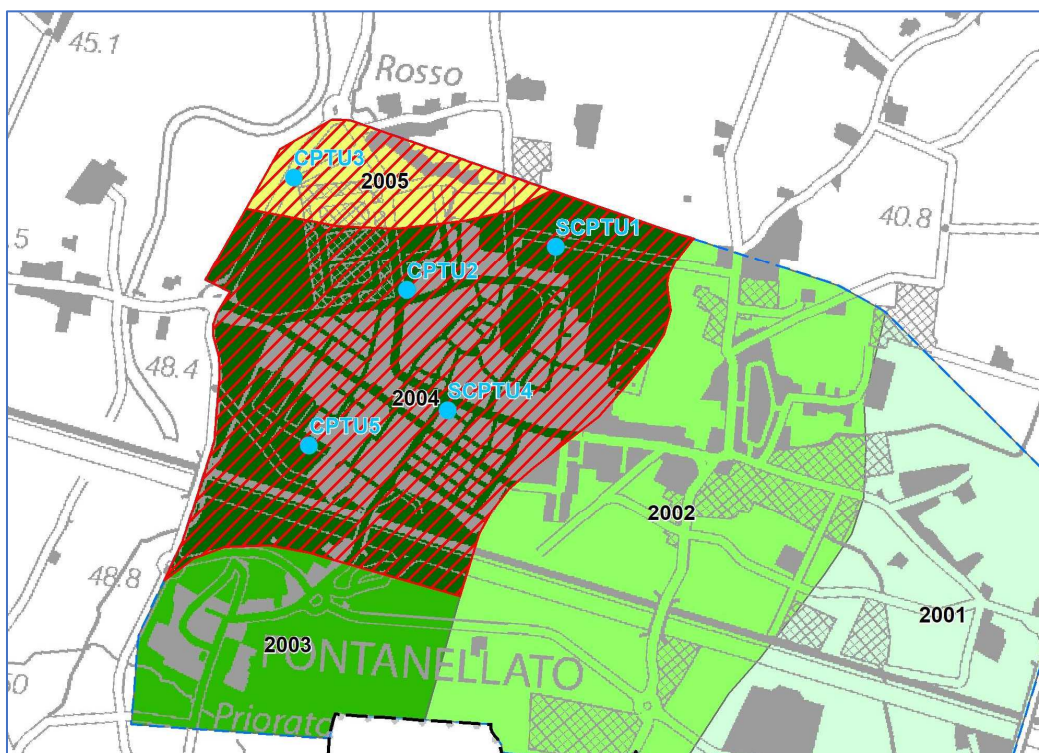 45.1
Rosso
CPTU3
2005
40.8
.5
SCPTU1
CPTU2
48.4
2004
SCPTU4
CPTU5
2002
48.8
2001
2003
FONTANELLATO
50
Priorato